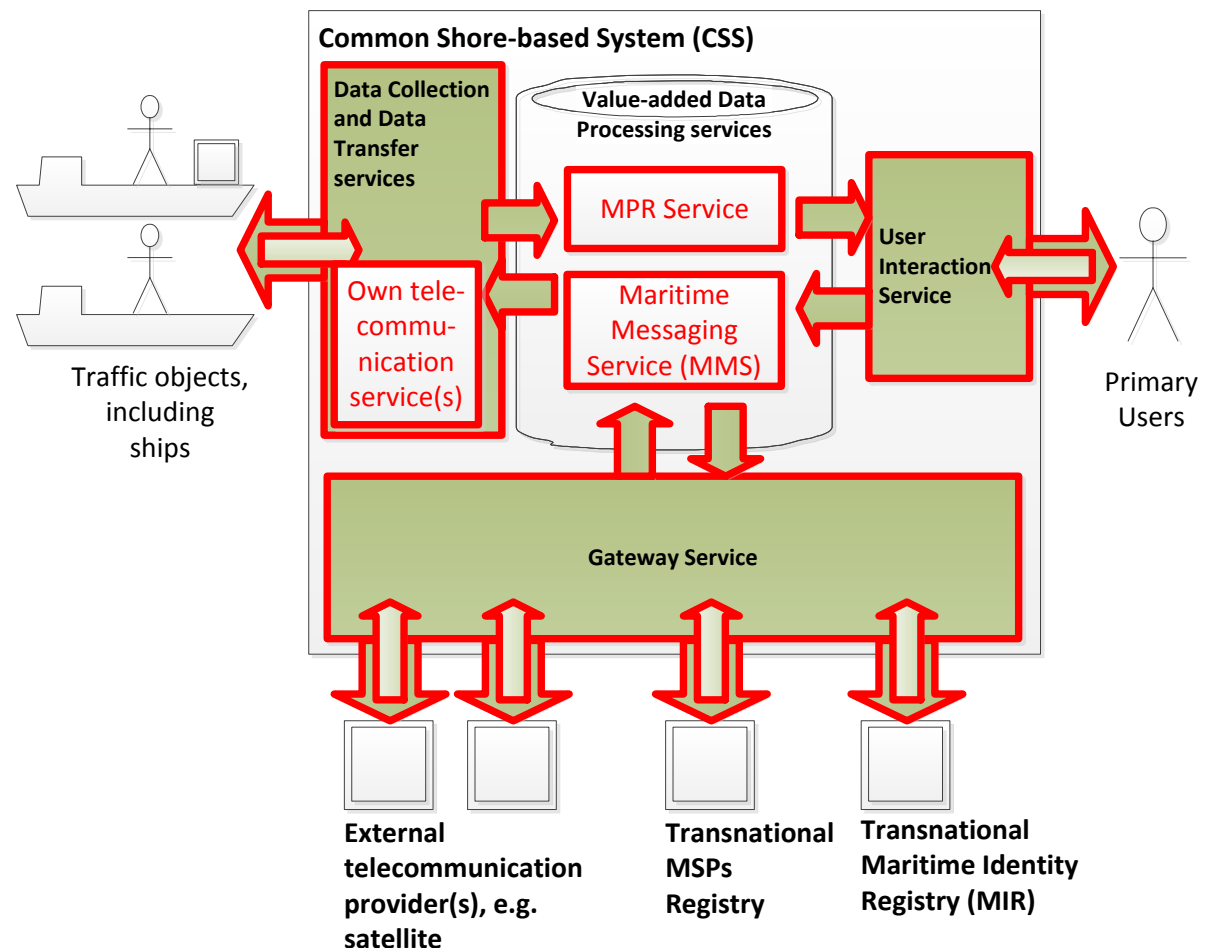 Common Shore-based System (CSS)
Data Collection
and Data
Transfer
services
Value-added Data
Processing services
MPR Service
Maritime
Messaging
Service (MMS)
Own tele-
commu-
nication
service(s)
User
Interaction
Service
Traffic objects,
including
ships
Primary
Users
Gateway Service
External
telecommunication
provider(s), e.g.
satellite
Transnational
MSPs
Registry
Transnational
Maritime Identity
Registry (MIR)